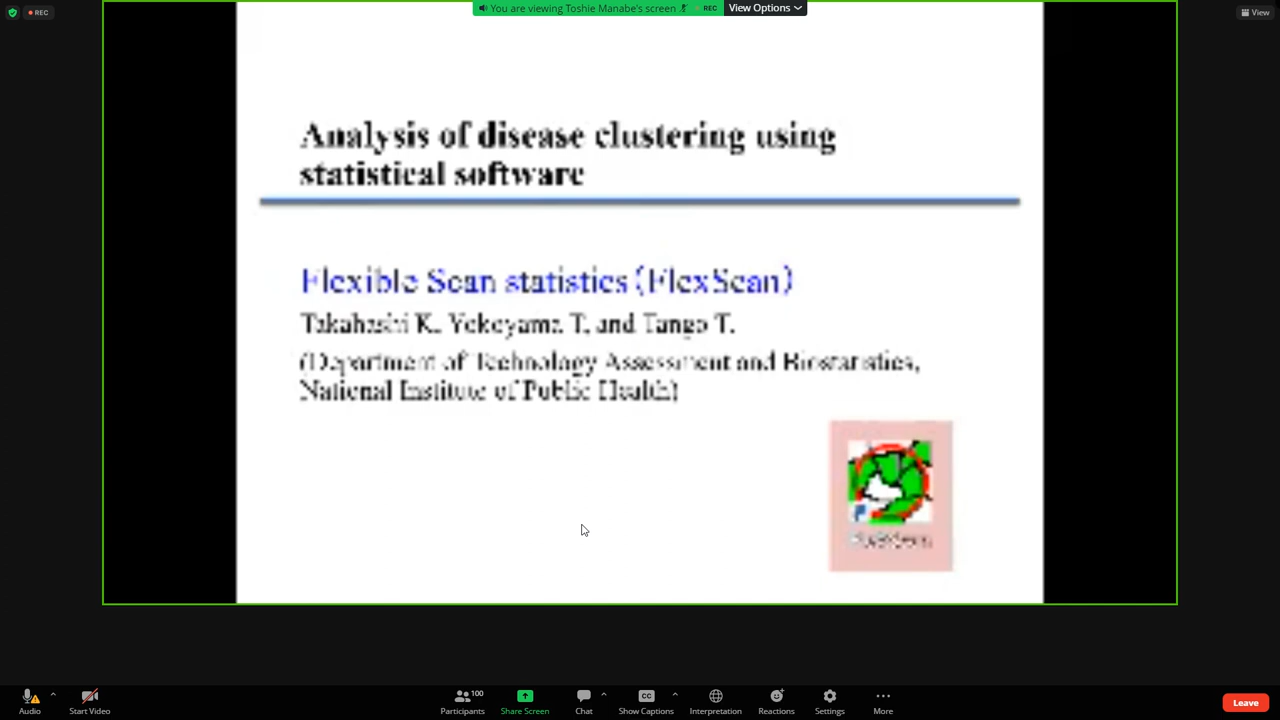 REC
You are viewing Toshie Manabe's screen
REC
View Options
View
Analysis of disease clustering using
statistical software
Flexible Scan statistics (FlexScan)
Takahashi K. Yokoyama T. and Tango T.
(Department of Technology Assessment and Biostatistics,
National Institute of Public Health)
FlexScan
Audio
Start Video
Participants
100
Share Screen
Chat
CC
Show Captions
Interpretation
Reactions
Settings
More
Leave